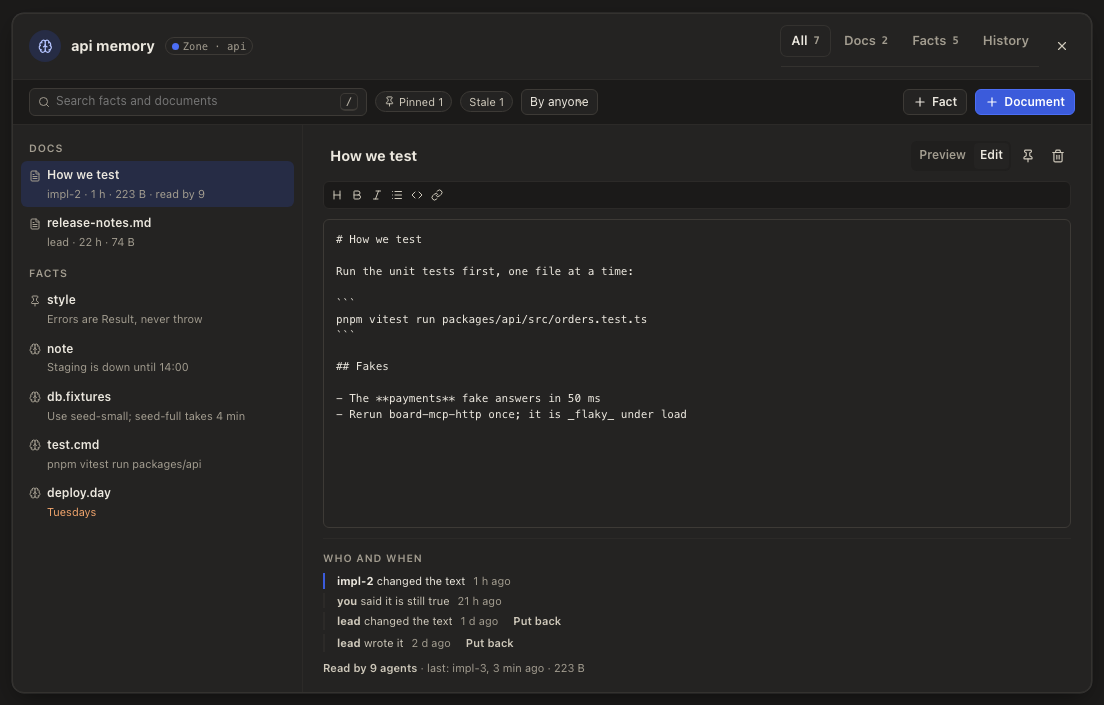 api memory
Zone · api
All 7
Docs 2
Facts 5
History
Search facts and documents
/
Pinned 1
Stale 1
By anyone
Fact
Document
DOCS
How we test
impl-2 · 1 h · 223 B · read by 9
release-notes.md
lead · 22 h · 74 B
FACTS
style
Errors are Result, never throw
note
Staging is down until 14:00
db.fixtures
Use seed-small; seed-full takes 4 min
test.cmd
pnpm vitest run packages/api
deploy.day
Tuesdays
How we test
Preview
Edit
H B I
# How we test
Run the unit tests first, one file at a time:
```
pnpm vitest run packages/api/src/orders.test.ts
```
## Fakes
- The **payments** fake answers in 50 ms
- Rerun board-mcp-http once; it is _flaky_ under load
WHO AND WHEN
impl-2 changed the text 1 h ago
you said it is still true 21 h ago
lead changed the text 1 d ago Put back
lead wrote it 2 d ago Put back
Read by 9 agents · last: impl-3, 3 min ago · 223 B